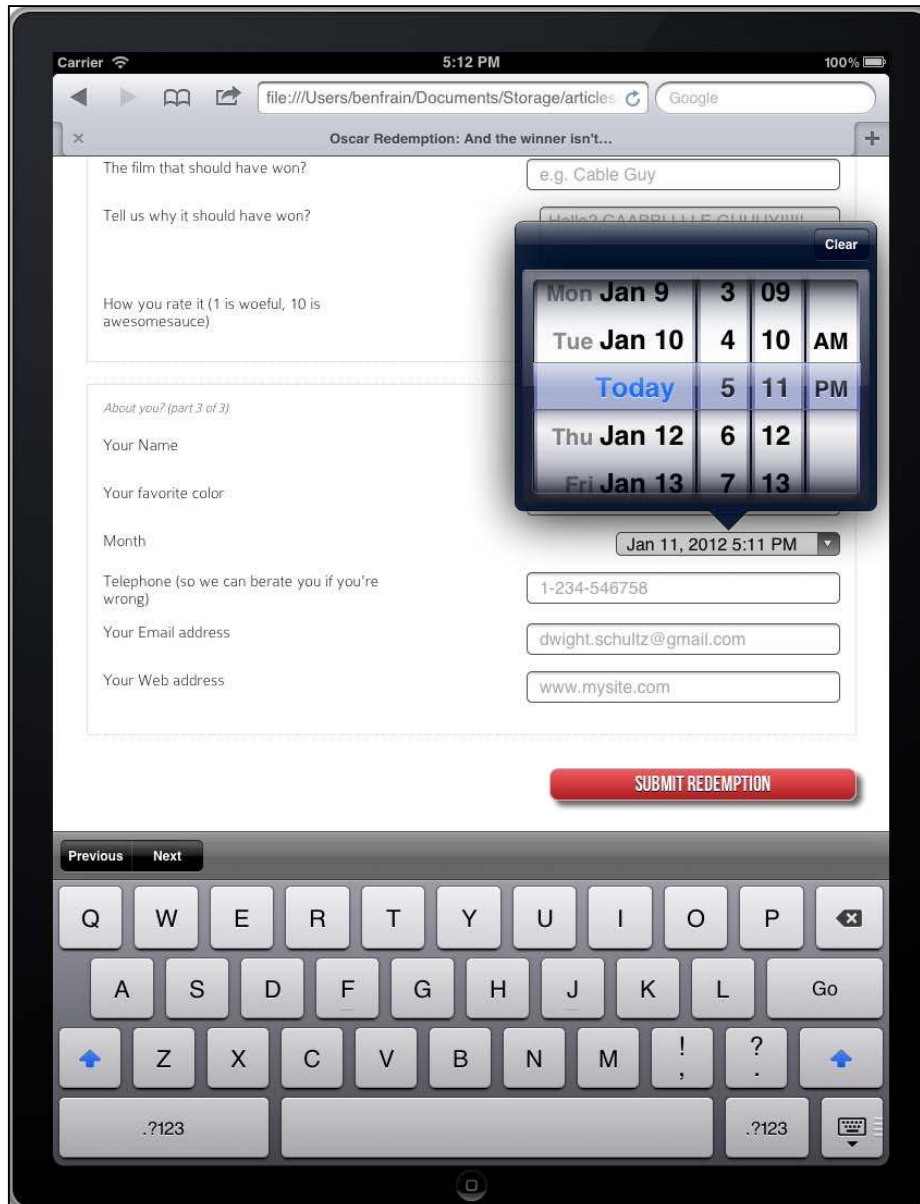 Carrier 5:12 PM 100%
file:///Users/benfrain/Documents/Storage/articles Google
Oscar Redemption: And the winner isn't...
The film that should have won? e.g. Cable Guy
Tell us why it should have won?
Clear
How you rate it (1 is woeful, 10 is
awesomesauce)
Mon Jan 9 3 09
Tue Jan 10 4 10 AM
Today 5 11 PM
Thu Jan 12 6 12
Fri Jan 13 7 13
About you? (part 3 of 3)
Your Name
Your favorite color
Month Jan 11, 2012 5:11 PM
Telephone (so we can berate you if you're
wrong)
1-234-546758
Your Email address dwight.schultz@gmail.com
Your Web address www.mysite.com
SUBMIT REDEMPTION
Previous Next
Q W E R T Y U I O P
A S D F G H J K L Go
Z X C V B N M ! , ? .
.?123 .?123